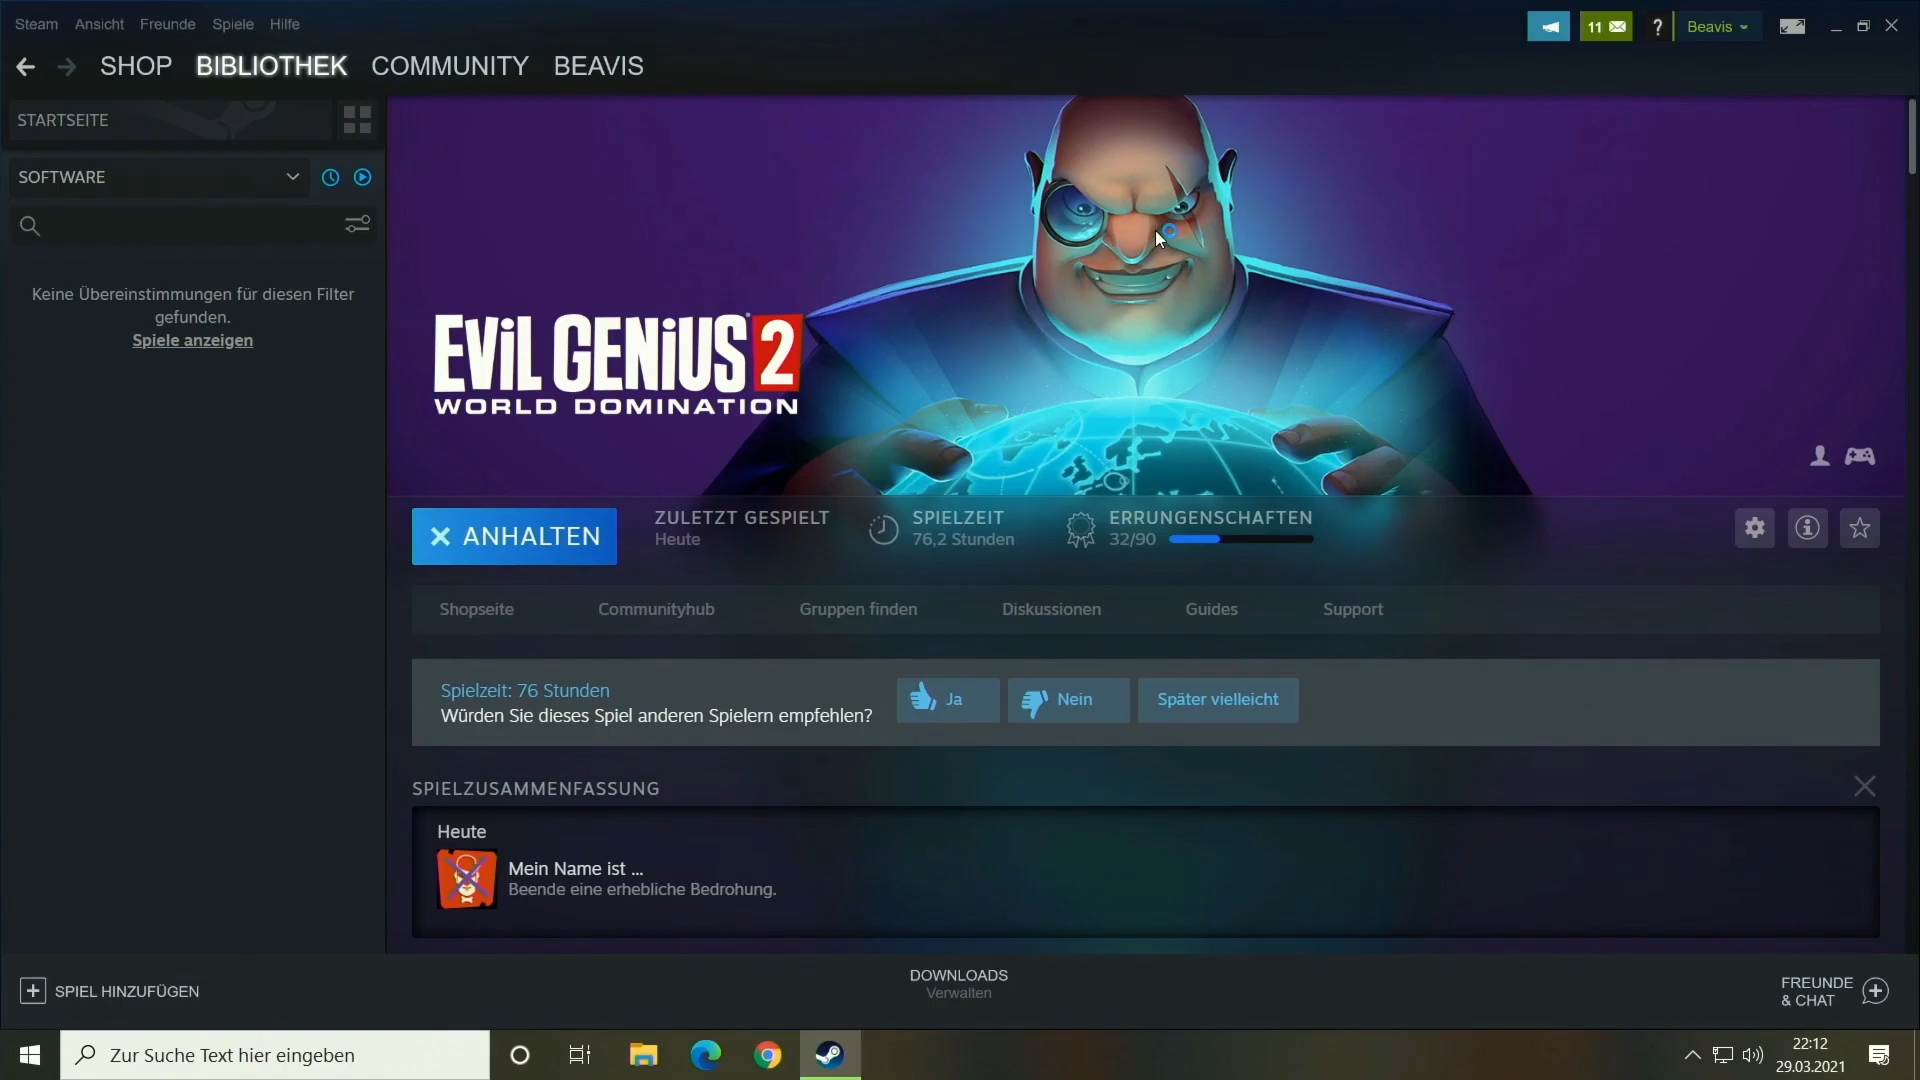 Steam Ansicht Freunde Spiele Hilfe
11 ? Beavis
SHOP BIBLIOTHEK COMMUNITY BEAVIS
STARTSEITE
SOFTWARE
Keine Übereinstimmungen für diesen Filter
gefunden.
Spiele anzeigen
EViL GENiUS 2
WORLD DOMINATION
ANHALTEN
ZULETZT GESPIELT
Heute
SPIELZEIT
76,2 Stunden
ERRUNGENSCHAFTEN
32/90
Shopseite Communityhub Gruppen finden Diskussionen Guides Support
Spielzeit: 76 Stunden
Würden Sie dieses Spiel anderen Spielern empfehlen?
Ja Nein Später vielleicht
SPIELZUSAMMENFASSUNG
Heute
Mein Name ist ...
Beende eine erhebliche Bedrohung.
SPIEL HINZUFÜGEN
DOWNLOADS
Verwalten
FREUNDE
& CHAT
Zur Suche Text hier eingeben
22:12
29.03.2021